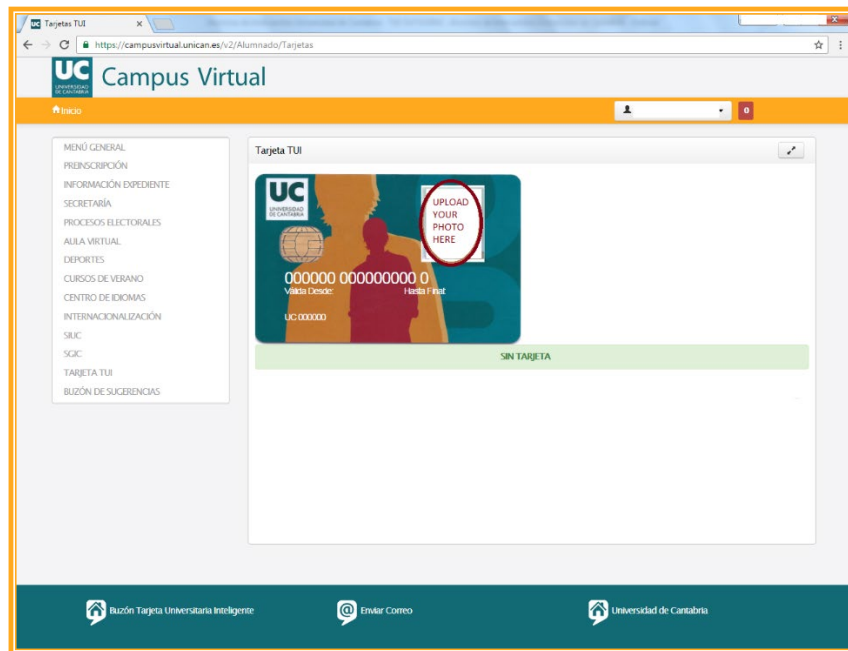 Tarjetas TUI
https://campusvirtual.unican.es/v2/Alumnado/Tarjetas
UC
UNIVERSIDAD
DE CANTABRIA
Campus Virtual
Inicio
0
MENÚ GENERAL
PREINSCRIPCIÓN
INFORMACIÓN EXPEDIENTE
SECRETARÍA
PROCESOS ELECTORALES
AULA VIRTUAL
DEPORTES
CURSOS DE VERANO
CENTRO DE IDIOMAS
INTERNACIONALIZACIÓN
SIUC
SGIC
TARJETA TUI
BUZÓN DE SUGERENCIAS
Tarjeta TUI
UC
UNIVERSIDAD
DE CANTABRIA
UPLOAD
YOUR
PHOTO
HERE
000000 000000000 0
Válida Desde: Hasta Final:
UC 000000
SIN TARJETA
Buzón Tarjeta Universitaria Inteligente
Enviar Correo
Universidad de Cantabria